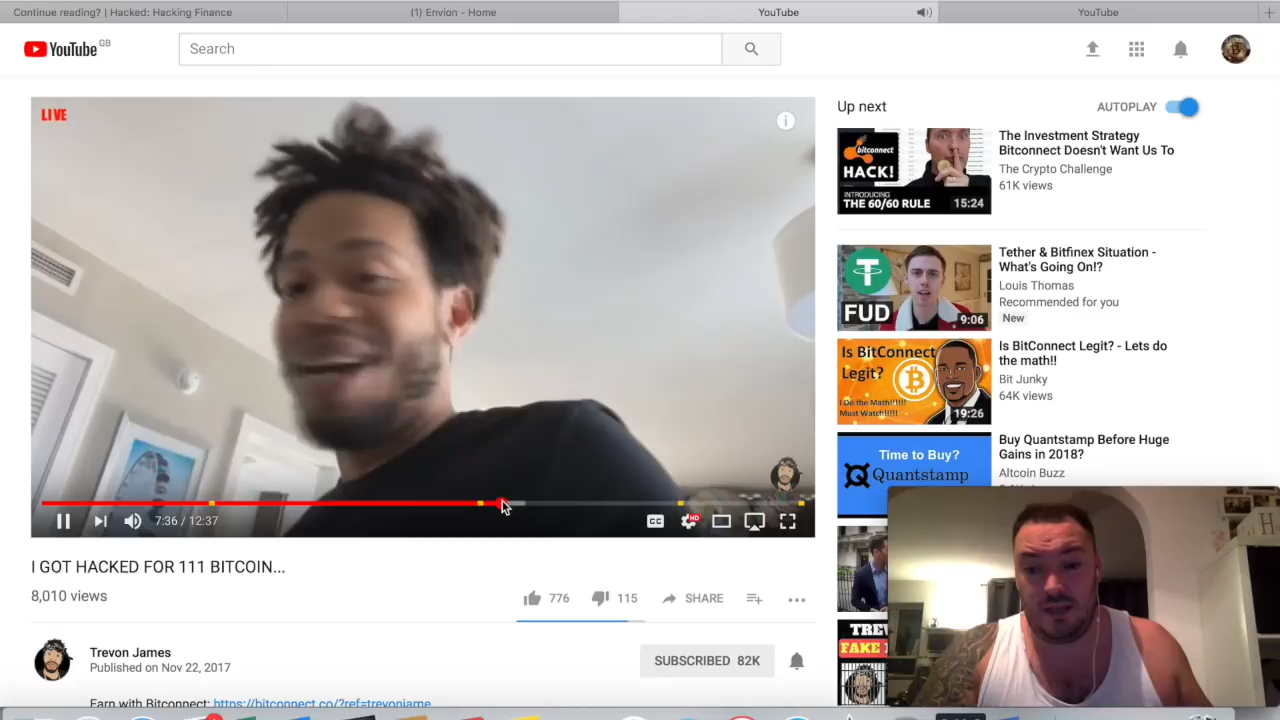 Continue reading? | Hacked: Hacking Finance
(1) Envion - Home
YouTube
YouTube
YouTube GB
Search
LIVE
7:36 / 12:37
CC
HD
I GOT HACKED FOR 111 BITCOIN...
8,010 views
776
115
SHARE
Trevon James
Published on Nov 22, 2017
SUBSCRIBED 82K
Earn with Bitconnect: https://bitconnect.co/?ref=trevonjame
Up next
AUTOPLAY
bitconnect
HACK!
INTRODUCING
THE 60/60 RULE
15:24
The Investment Strategy
Bitconnect Doesn't Want Us To
The Crypto Challenge
61K views
FUD
9:06
Tether & Bitfinex Situation -
What's Going On!?
Louis Thomas
Recommended for you
New
Is BitConnect
Legit?
I Do the Math!!!!!!
Must Watch!!!!!
19:26
Is BitConnect Legit? - Lets do
the math!!
Bit Junky
64K views
Time to Buy?
Quantstamp
Buy Quantstamp Before Huge
Gains in 2018?
Altcoin Buzz
TRE
FAKE